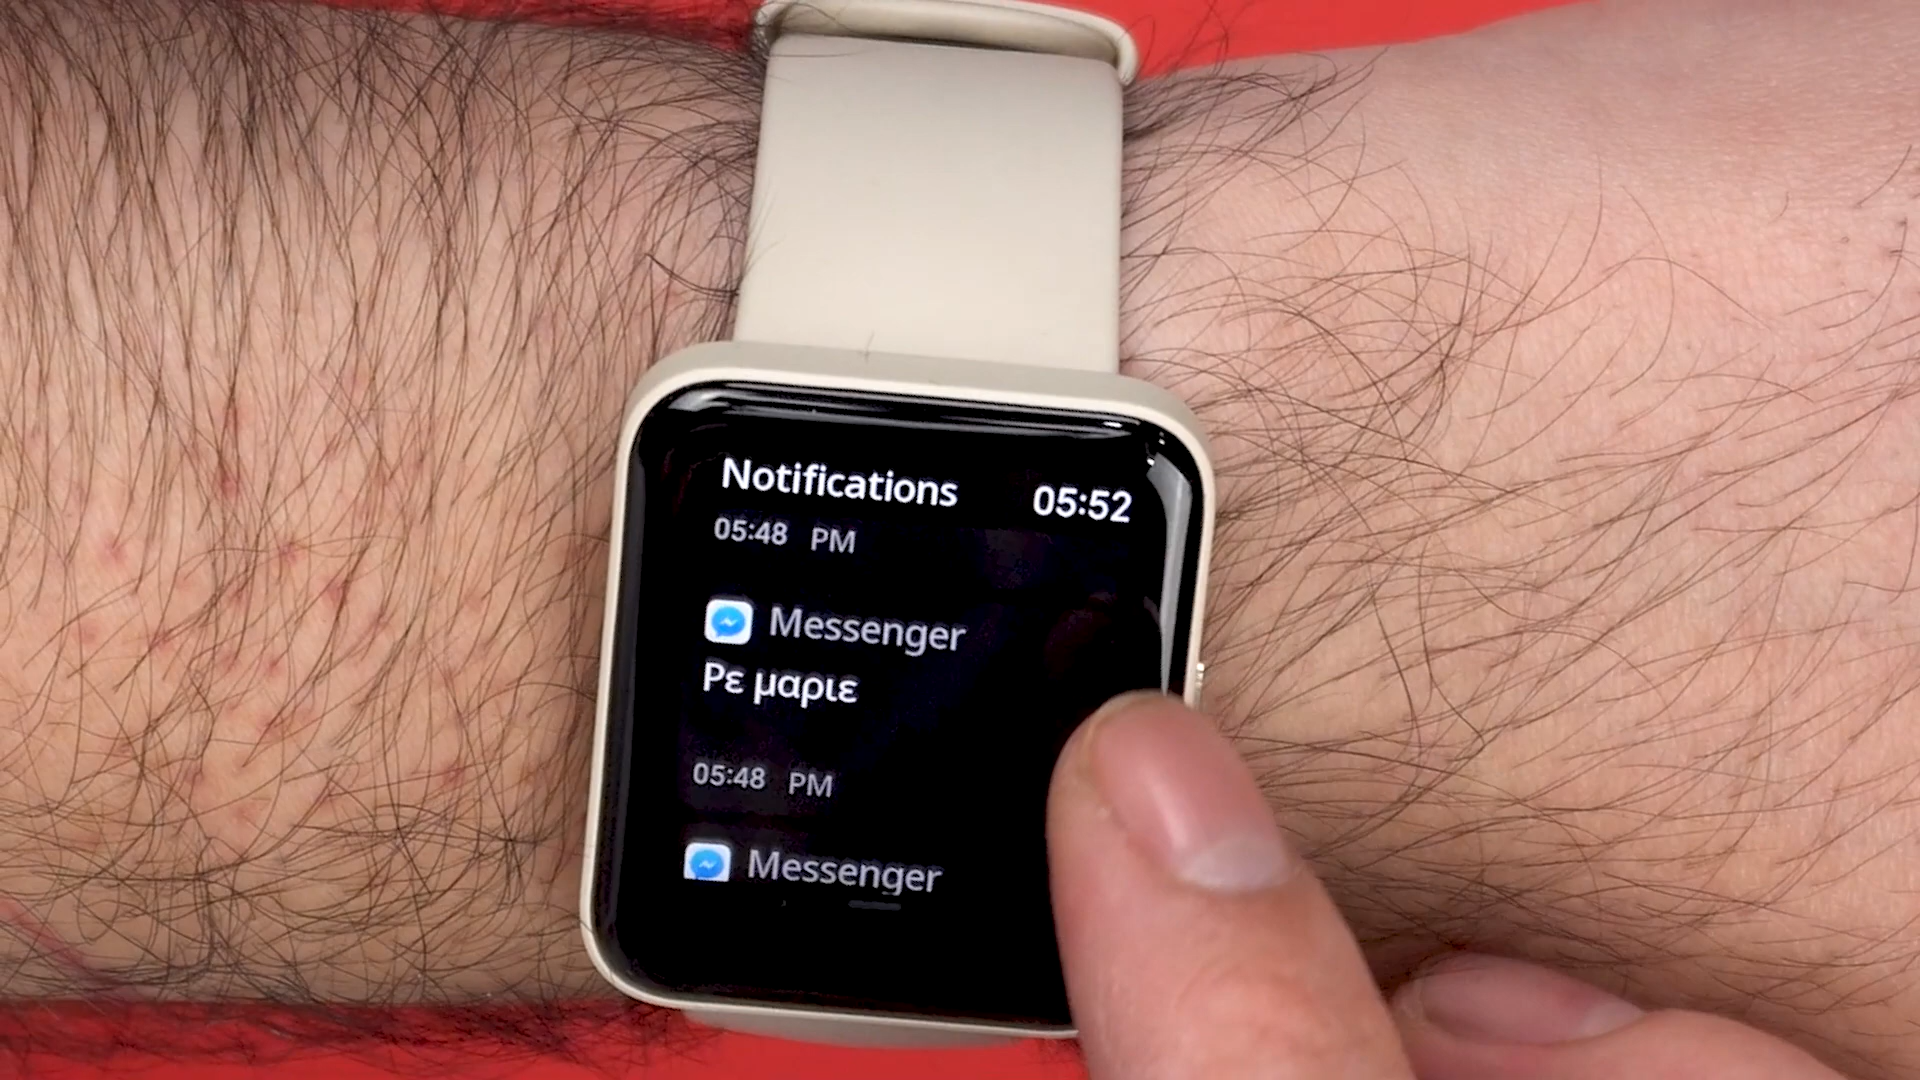 Notifications 05:52
05:48 PM
Messenger
Ρε μαριε
05:48 PM
Messenger